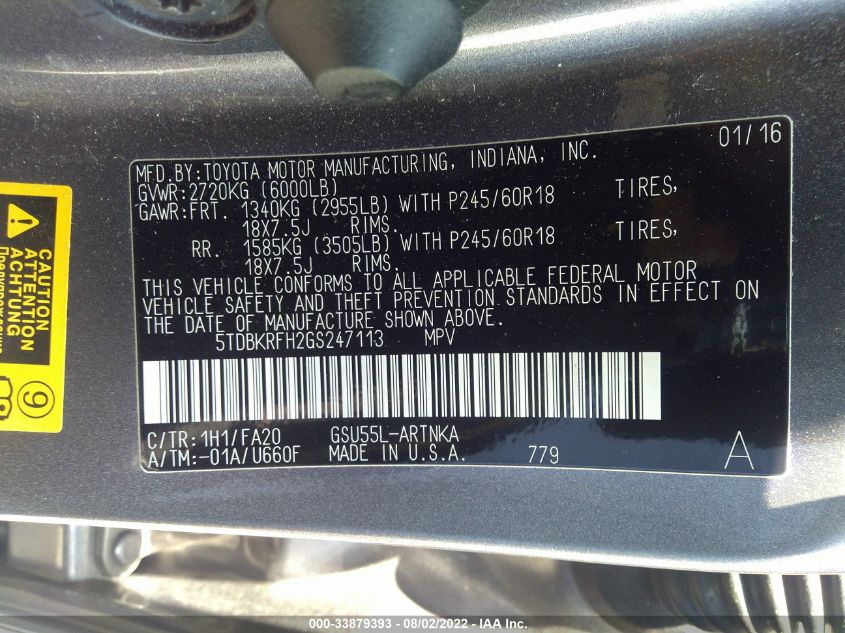 01/16
MFD.BY:TOYOTA MOTOR MANUFACTURING, INDIANA, INC.
GVWR:2720KG (6000LB)
GAWR:FRT. 1340KG (2955LB) WITH P245/60R18 TIRES,
18X7.5J RIMS.
RR. 1585KG (3505LB) WITH P245/60R18 TIRES,
18X7.5J RIMS.
THIS VEHICLE CONFORMS TO ALL APPLICABLE FEDERAL MOTOR
VEHICLE SAFETY AND THEFT PREVENTION STANDARDS IN EFFECT ON
THE DATE OF MANUFACTURE SHOWN ABOVE.
5TDBKRFH2GS247113 MPV
C/TR:1H1/FA20 GSU55L-ARTNKA
A/TM:-01A/U660F MADE IN U.S.A. 779 A
CAUTION
ATTENTION
ACHTUNG
9
000-33879393 - 08/02/2022 - IAA Inc.